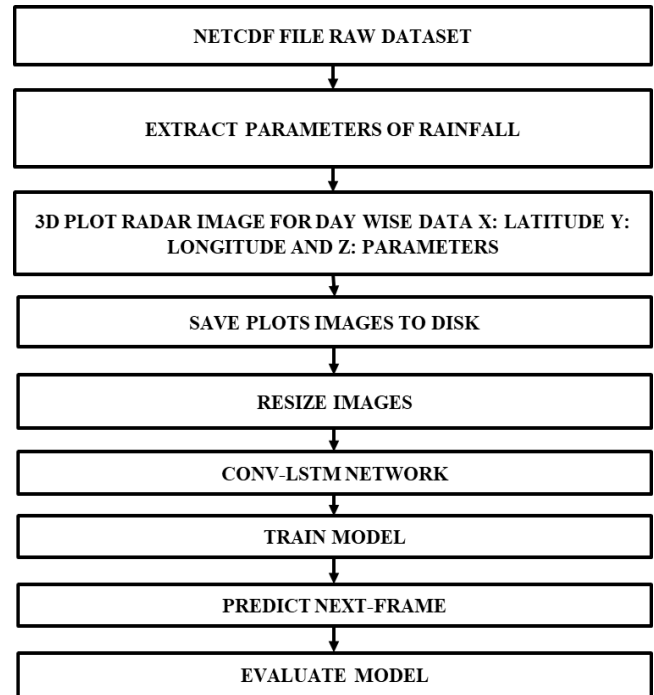 NETCDF FILE RAW DATASET
EXTRACT PARAMETERS OF RAINFALL
3D PLOT RADAR IMAGE FOR DAY WISE DATA X: LATITUDE Y:
LONGITUDE AND Z: PARAMETERS
SAVE PLOTS IMAGES TO DISK
RESIZE IMAGES
CONV-LSTM NETWORK
TRAIN MODEL
PREDICT NEXT-FRAME
EVALUATE MODEL